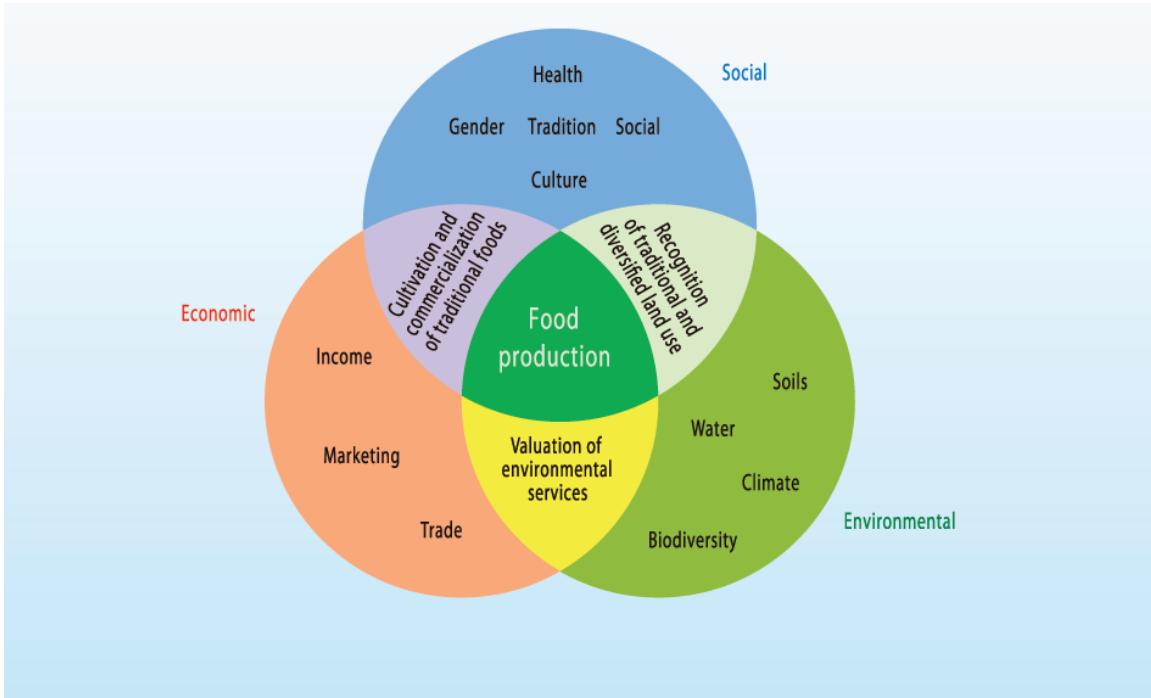 Health
Social
Gender Tradition Social
Culture
Cultivation and
commercialization
of traditional foods
Recognition
of traditional and
diversified land use
Economic
Food
production
Income
Soils
Water
Marketing
Valuation of
environmental
services
Climate
Trade
Environmental
Biodiversity